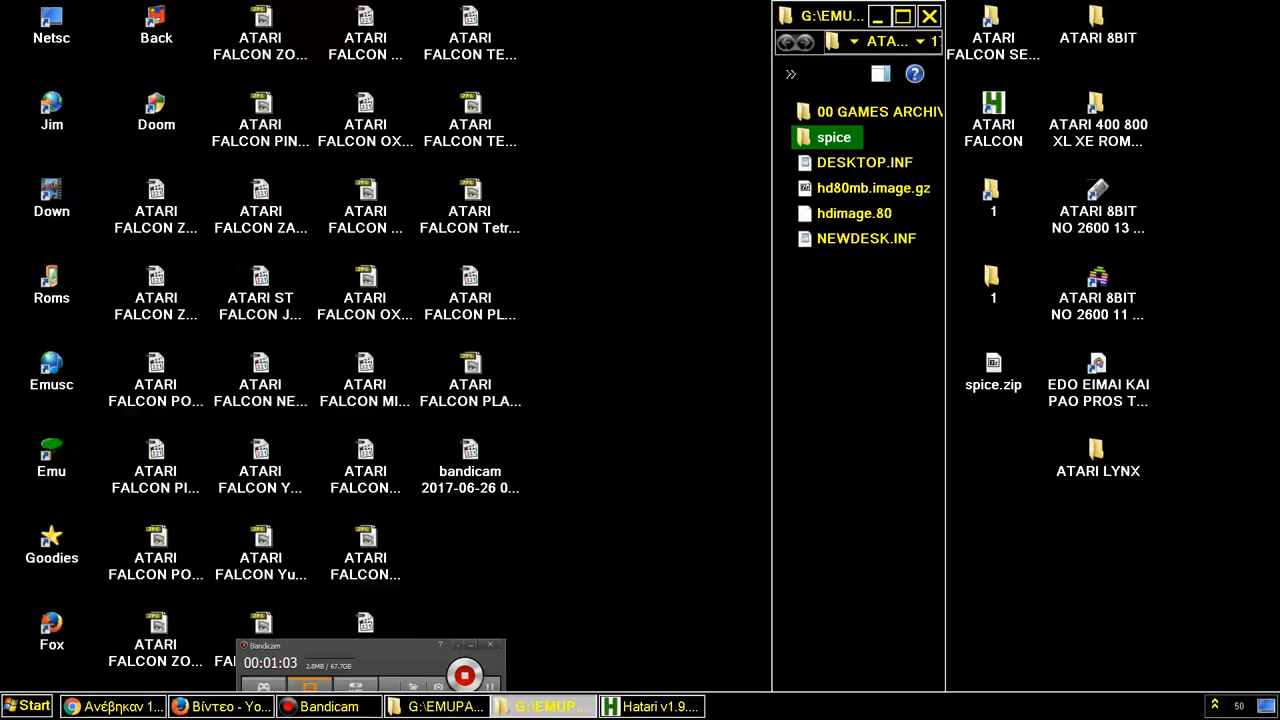 Netsc
Back
ATARI
FALCON ZO...
ATARI
FALCON ...
ATARI
FALCON TE...
Jim
Doom
ATARI
FALCON PIN...
ATARI
FALCON OX...
ATARI
FALCON TE...
Down
ATARI
FALCON Z...
ATARI
FALCON ZA...
ATARI
FALCON ...
ATARI
FALCON Tetr...
Roms
ATARI
FALCON Z...
ATARI ST
FALCON J...
ATARI
FALCON OX...
ATARI
FALCON PL...
Emusc
ATARI
FALCON PO...
ATARI
FALCON NE...
ATARI
FALCON MI...
ATARI
FALCON PLA...
Emu
ATARI
FALCON PI...
ATARI
FALCON Y...
ATARI
FALCON...
bandicam
2017-06-26 0...
Goodies
ATARI
FALCON PO...
ATARI
FALCON Yu...
ATARI
FALCON...
Fox
ATARI
FALCON ZO...
Bandicam
00:01:03
2.8MB / 67.7GB
G:\EMU...
ATA...
00 GAMES ARCHIV
spice
DESKTOP.INF
hd80mb.image.gz
hdimage.80
NEWDESK.INF
ATARI
FALCON SE...
ATARI 8BIT
ATARI
FALCON
ATARI 400 800
XL XE ROM...
1
ATARI 8BIT
NO 2600 13 ...
1
ATARI 8BIT
NO 2600 11 ...
spice.zip
EDO EIMAI KAI
PAO PROS T...
ATARI LYNX
Start
Ανέβηκαν 1...
Βίντεο - Yo...
Bandicam
G:\EMUPA...
G:\EMUP...
Hatari v1.9....
50